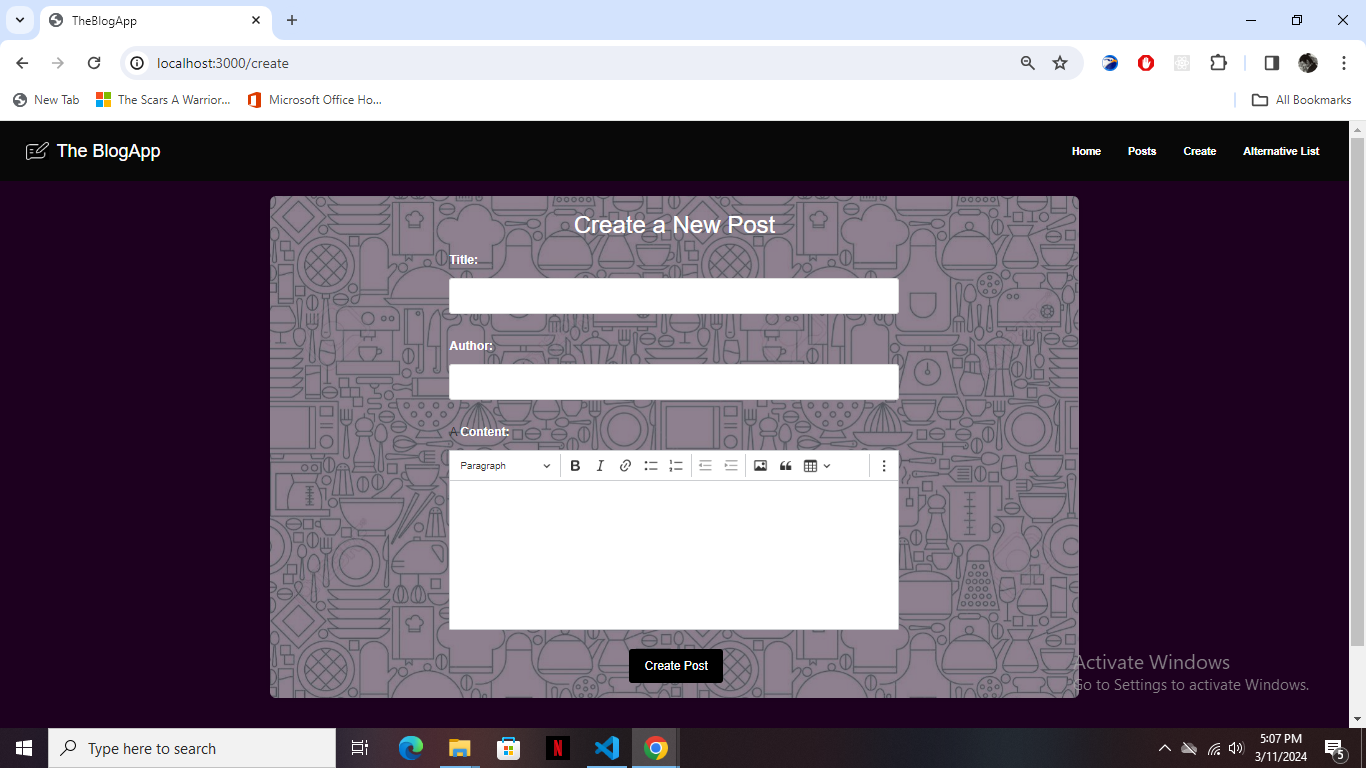 TheBlogApp
localhost:3000/create
New Tab
The Scars A Warrior...
Microsoft Office Ho...
All Bookmarks
The BlogApp
Home
Posts
Create
Alternative List
Create a New Post
Title:
Author:
A Content:
Paragraph
B I
Create Post
Activate Windows
Go to Settings to activate Windows.
Type here to search
N
5:07 PM
3/11/2024
5